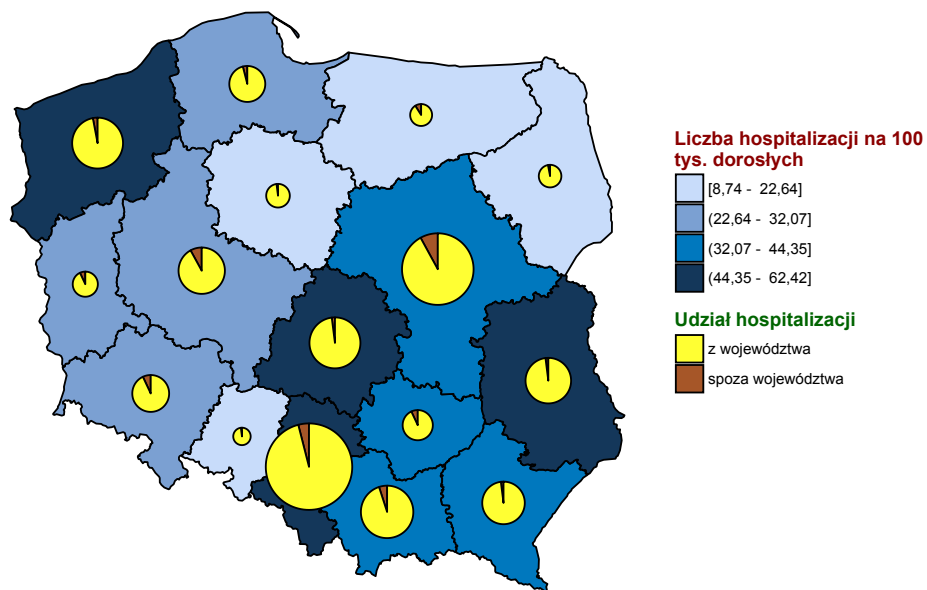 Liczba hospitalizacji na 100
tys. dorosłych
[8,74 - 22,64]
(22,64 - 32,07]
(32,07 - 44,35]
(44,35 - 62,42]
Udział hospitalizacji
z województwa
spoza województwa